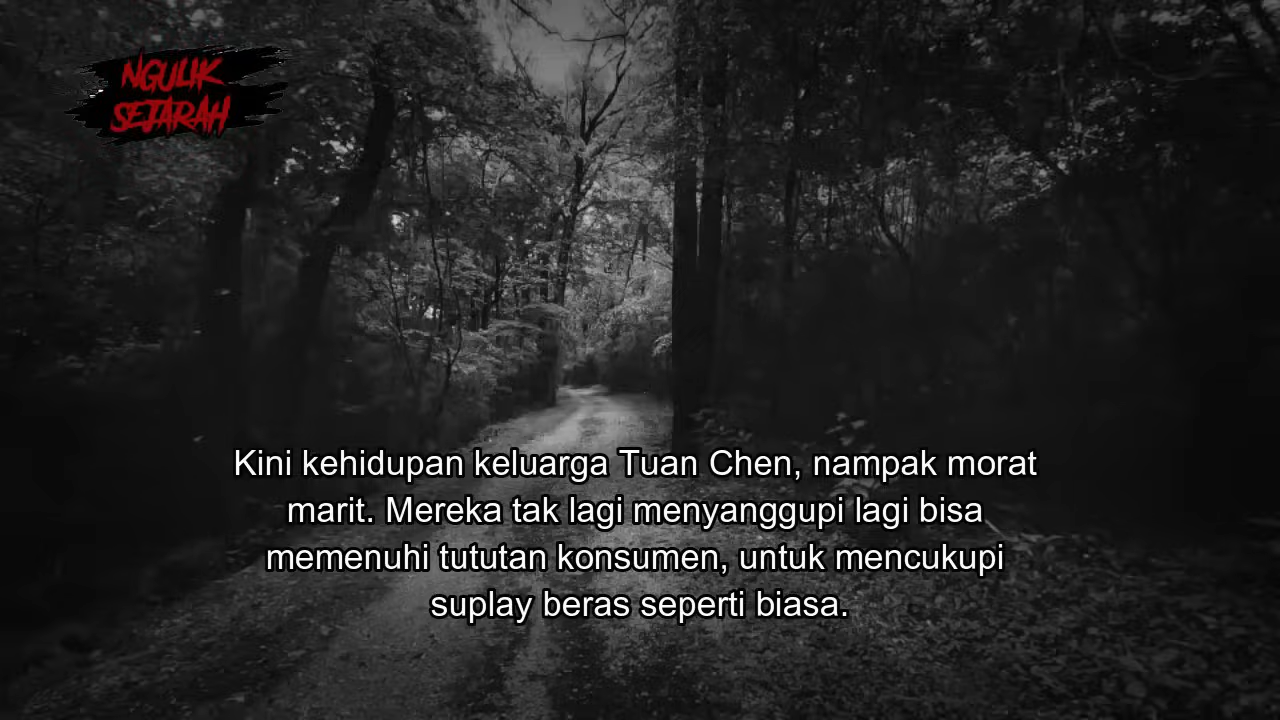 NGULIK
SEJARAH
Kini kehidupan keluarga Tuan Chen, nampak morat
marit. Mereka tak lagi menyanggupi lagi bisa
memenuhi tututan konsumen, untuk mencukupi
suplay beras seperti biasa.